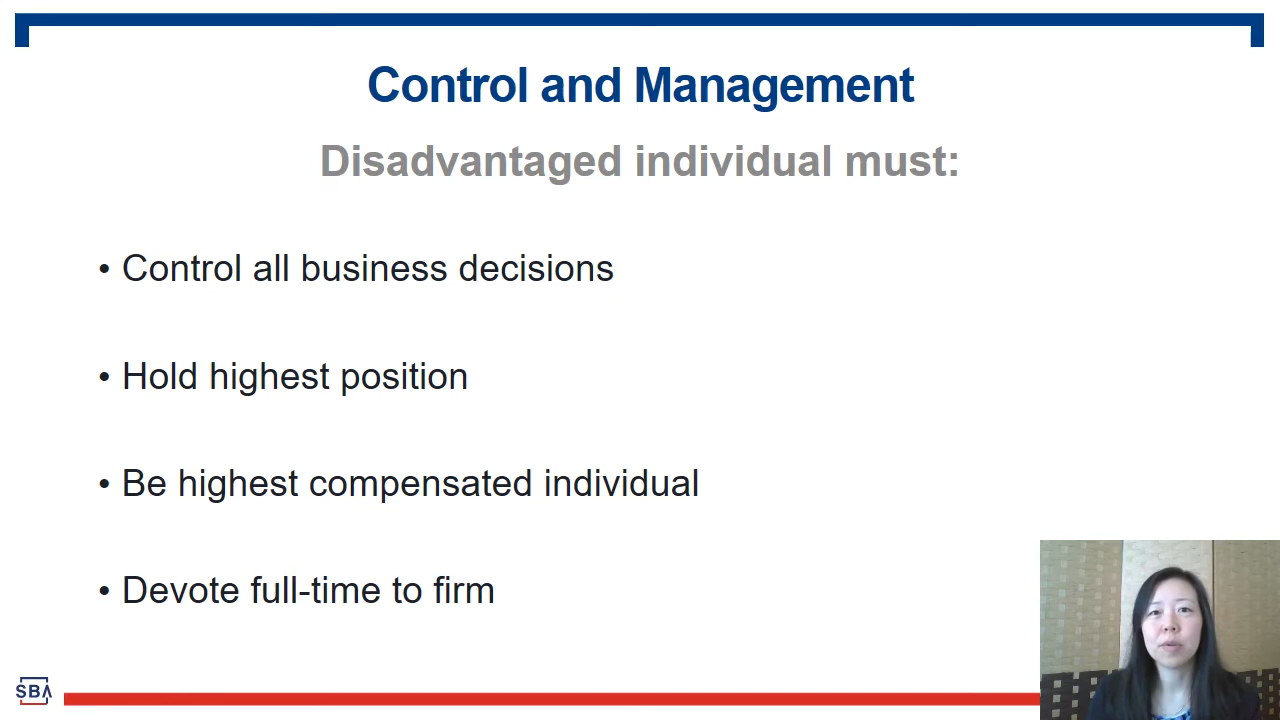 Control and Management
Disadvantaged individual must:
• Control all business decisions
• Hold highest position
• Be highest compensated individual
• Devote full-time to firm
SBA